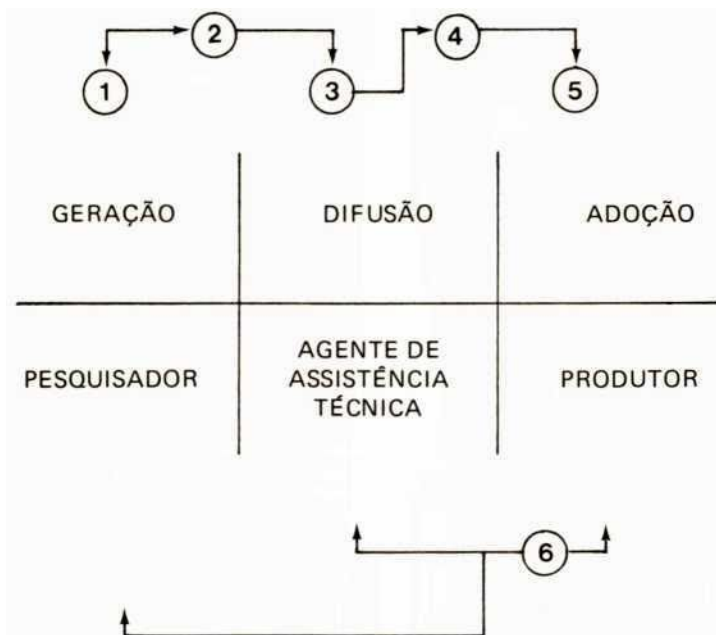 2
4
1
3
5
GERAÇÃO
DIFUSÃO
ADOÇÃO
PESQUISADOR
AGENTE DE
ASSISTÊNCIA
TÉCNICA
PRODUTOR
6